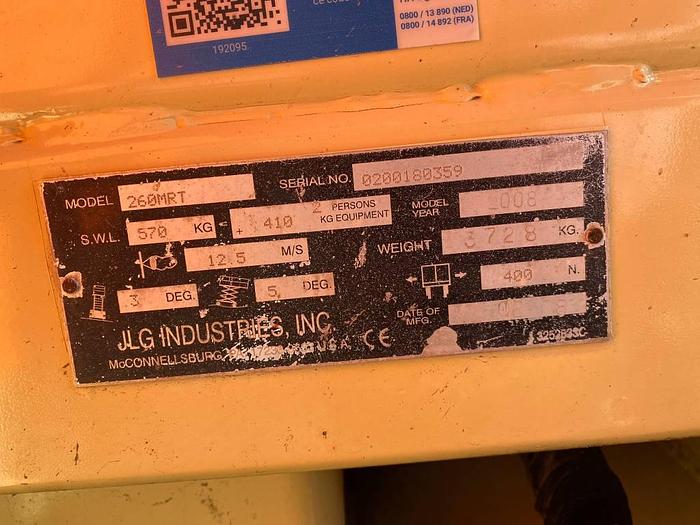 192095
0800 / 13 890 (NED)
0800 / 14 892 (FRA)
MODEL 260MRT SERIAL NO. 0200180359
S.W.L. 570 KG + 2 PERSONS 410 KG EQUIPMENT MODEL YEAR 2008
12.5 M/S WEIGHT 3728 KG.
3 DEG. 5 DEG. 400 N.
JLG INDUSTRIES, INC. DATE OF MFG.
McCONNELLSBURG, U.S.A. CE